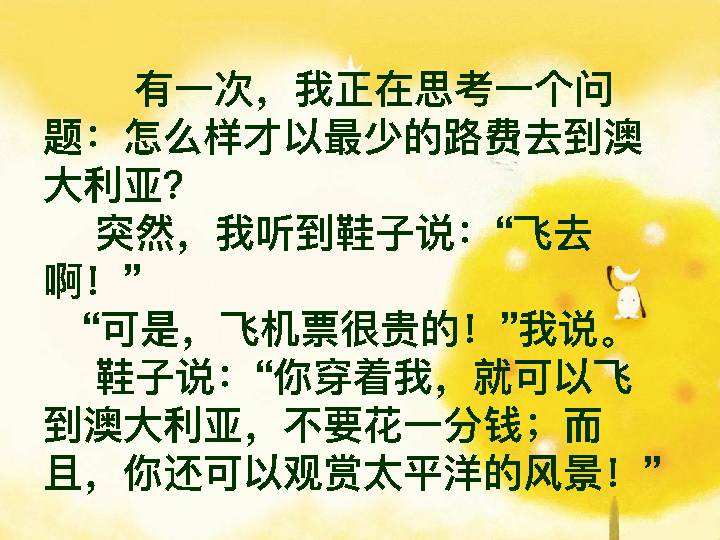 有一次，我正在思考一个问
题：怎么样才以最少的路费去到澳
大利亚？
突然，我听到鞋子说：“飞去
啊！”
“可是，飞机票很贵的！”我说。
鞋子说：“你穿着我，就可以飞
到澳大利亚，不要花一分钱；而
且，你还可以观赏太平洋的风景！”